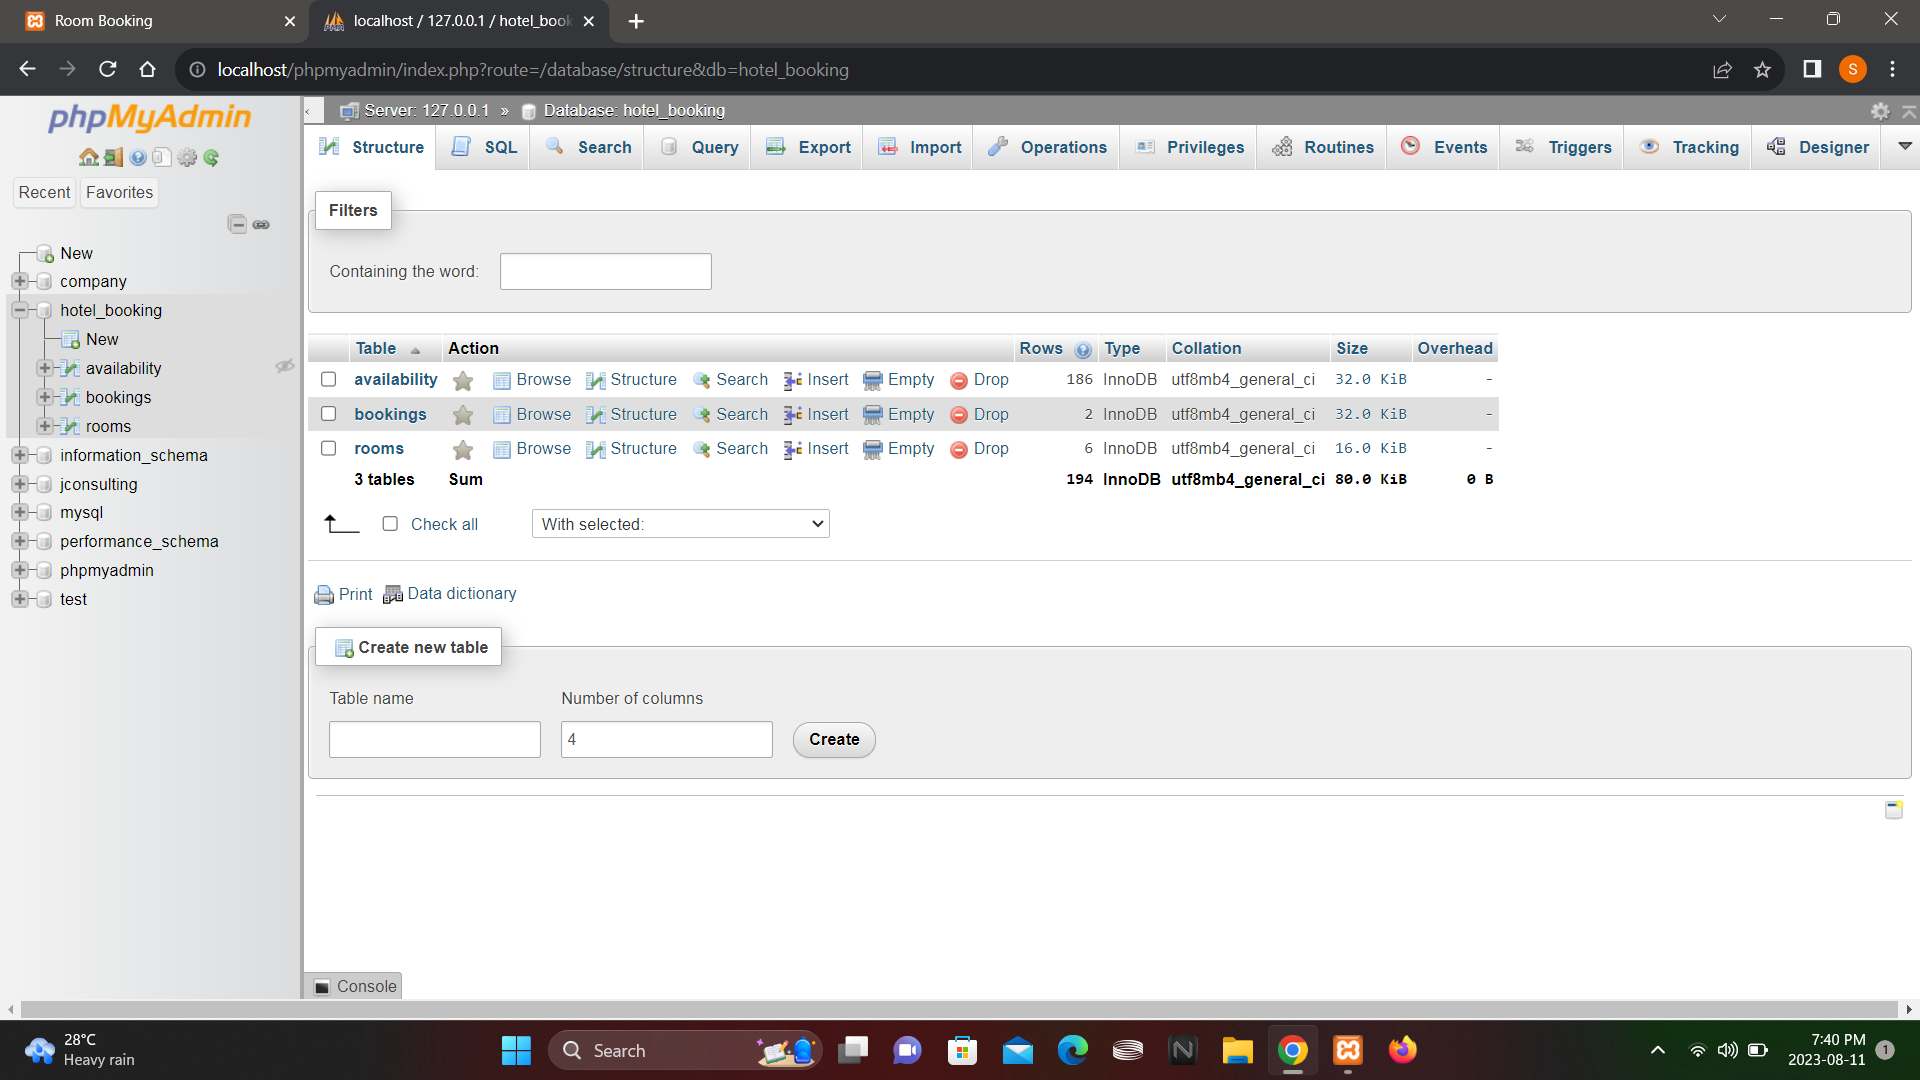 Room Booking
localhost / 127.0.0.1 / hotel_book
localhost/phpmyadmin/index.php?route=/database/structure&db=hotel_booking
S
phpMyAdmin
Recent Favorites
New
company
hotel_booking
New
availability
bookings
rooms
information_schema
jconsulting
mysql
performance_schema
phpmyadmin
test
Server: 127.0.0.1 » Database: hotel_booking
Structure SQL Search Query Export Import Operations Privileges Routines Events Triggers Tracking Designer
Filters
Containing the word:
Table Action Rows Type Collation Size Overhead
availability Browse Structure Search Insert Empty Drop 186 InnoDB utf8mb4_general_ci 32.0 KiB -
bookings Browse Structure Search Insert Empty Drop 2 InnoDB utf8mb4_general_ci 32.0 KiB -
rooms Browse Structure Search Insert Empty Drop 6 InnoDB utf8mb4_general_ci 16.0 KiB -
3 tables Sum 194 InnoDB utf8mb4_general_ci 80.0 KiB 0 B
Check all With selected:
Print Data dictionary
Create new table
Table name Number of columns
4 Create
Console
28°C
Heavy rain
Search
7:40 PM
2023-08-11 1